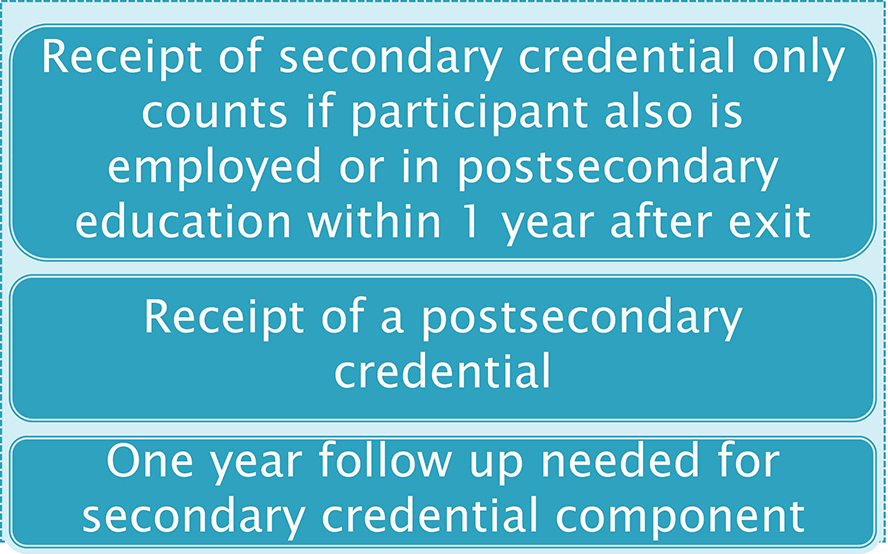 Receipt of secondary credential only
counts if participant also is
employed or in postsecondary
education within 1 year after exit
Receipt of a postsecondary
credential
One year follow up needed for
secondary credential component